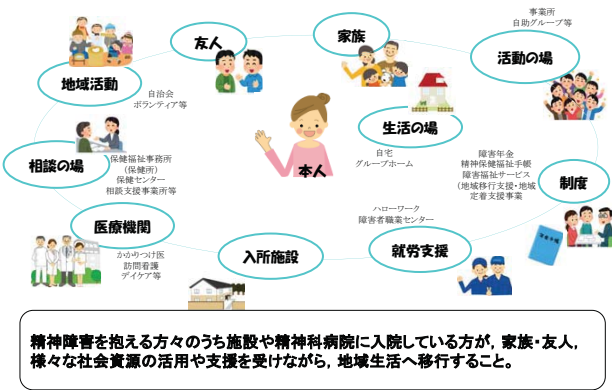 事業所
自助グループ等
友人
家族
活動の場
地域活動
自治会
ボランティア等
生活の場
自宅
グループホーム
本人
相談の場
保健福祉事務所
(保健所)
保健センター
相談支援事業所等
障害年金
精神保健福祉手帳
障害福祉サービス
(地域移行支援・地域
定着支援事業
制度
医療機関
かかりつけ医
訪問看護
デイケア等
ハローワーク
障害者職業センター
入所施設
就労支援
精神障害を抱える方々のうち施設や精神科病院に入院している方が，家族・友人，
様々な社会資源の活用や支援を受けながら，地域生活へ移行すること。